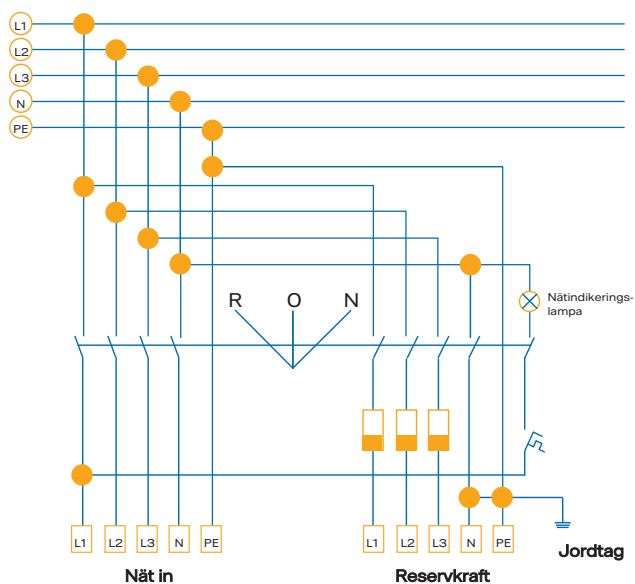 L1
L2
L3
N
PE
R O N
Nätindikerings-
lampa
L1 L2 L3 N PE L1 L2 L3 N PE
Jordtag
Nät in Reservkraft